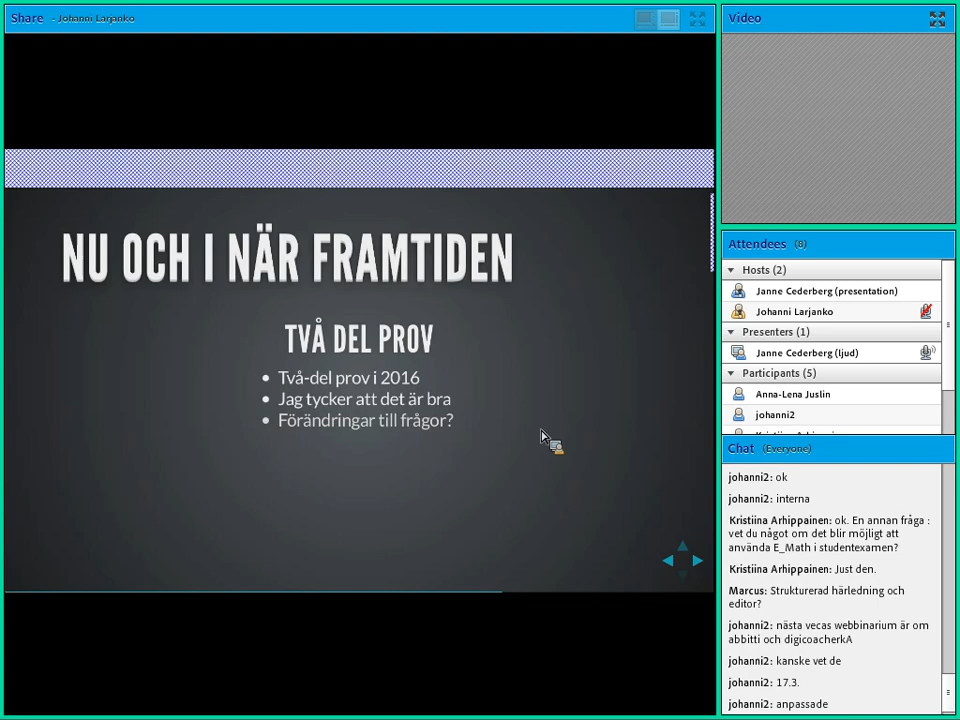 Share - Johanni Larjanko
NU OCH I NÄR FRAMTIDEN
TVÅ DEL PROV
• Två-del prov i 2016
• Jag tycker att det är bra
• Förändringar till frågor?
Video
Attendees (8)
Hosts (2)
Janne Cederberg (presentation)
Johanni Larjanko
Presenters (1)
Janne Cederberg (ljud)
Participants (5)
Anna-Lena Juslin
johanni2
Chat (Everyone)
johanni2: ok
johanni2: interna
Kristiina Arhippainen: ok. En annan fråga :
vet du något om det blir möjligt att
använda E_Math i studentexamen?
Kristiina Arhippainen: Just den.
Marcus: Strukturerad härledning och
editor?
johanni2: nästa vecas webbinarium är om
abbitti och digicoacherkA
johanni2: kanske vet de
johanni2: 17.3.
johanni2: anpassade